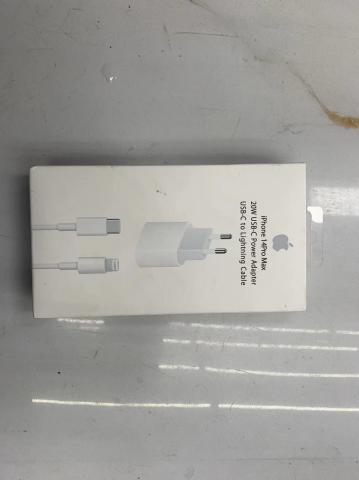 iPhone 14Pro Max
20W USB-C Power Adapter
USB-C to Lightning Cable